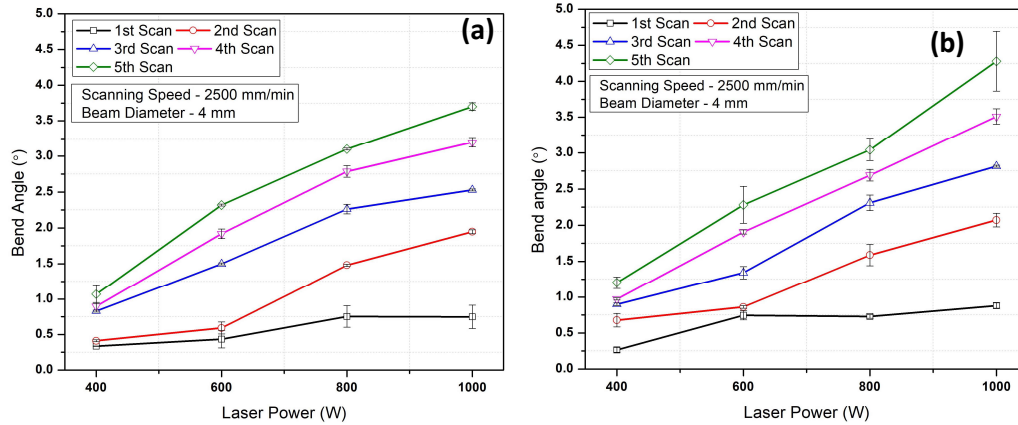 (a)
1st Scan 2nd Scan
3rd Scan 4th Scan
5th Scan
Scanning Speed - 2500 mm/min
Beam Diameter - 4 mm
Bend Angle (°)
5.0
4.5
4.0
3.5
3.0
2.5
2.0
1.5
1.0
0.5
0.0
400 600 800 1000
Laser Power (W)
(b)
1st Scan 2nd Scan
3rd Scan 4th Scan
5th Scan
Scanning Speed - 2500 mm/min
Beam Diameter - 4 mm
Bend angle (°)
5.0
4.5
4.0
3.5
3.0
2.5
2.0
1.5
1.0
0.5
0.0
400 600 800 1000
Laser Power (W)